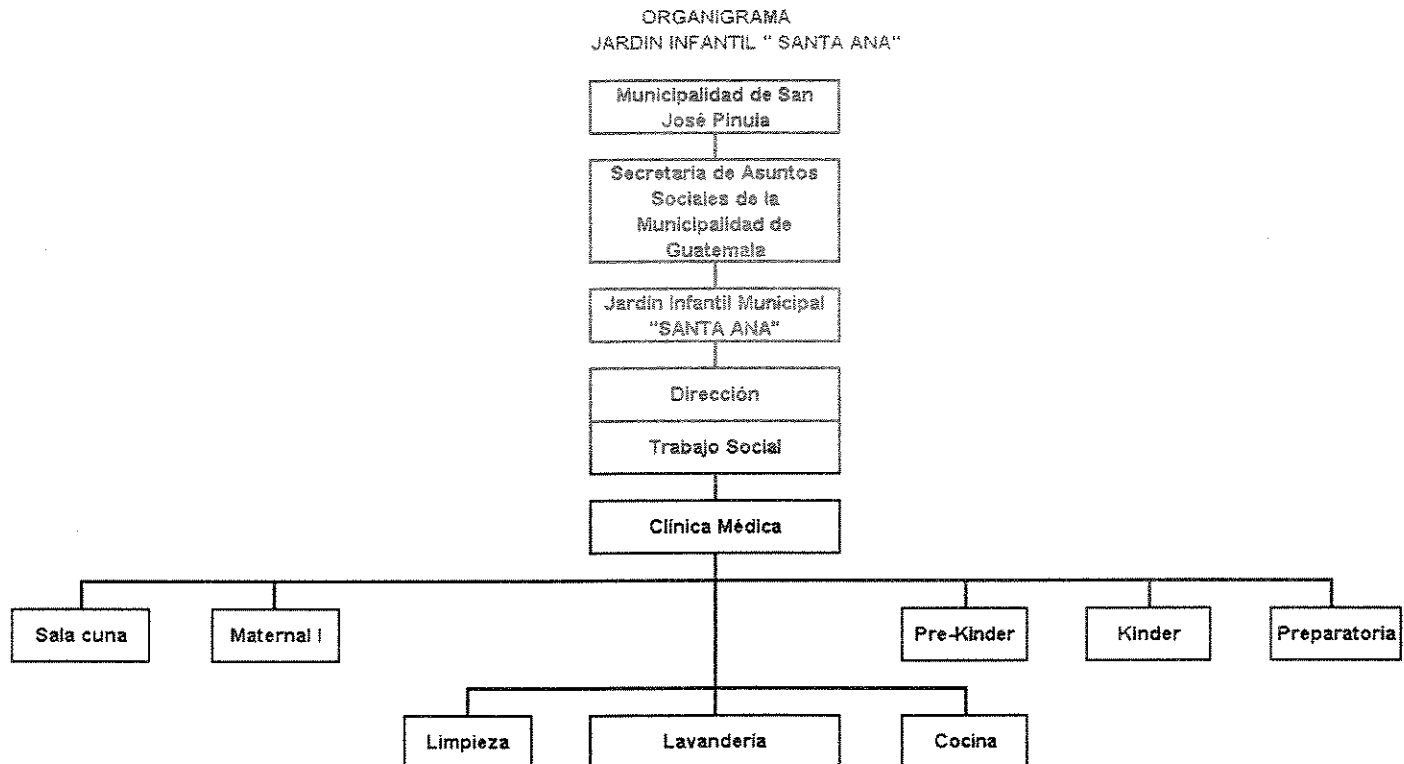 ORGANIGRAMA
JARDIN INFANTIL " SANTA ANA"
Municipalidad de San
José Pinula
Secretaria de Asuntos
Sociales de la
Municipalidad de
Guatemala
Jardín Infantil Municipal
"SANTA ANA"
Dirección
Trabajo Social
Clínica Médica
Sala cuna
Maternal I
Pre-Kinder
Kinder
Preparatoria
Limpieza
Lavandería
Cocina